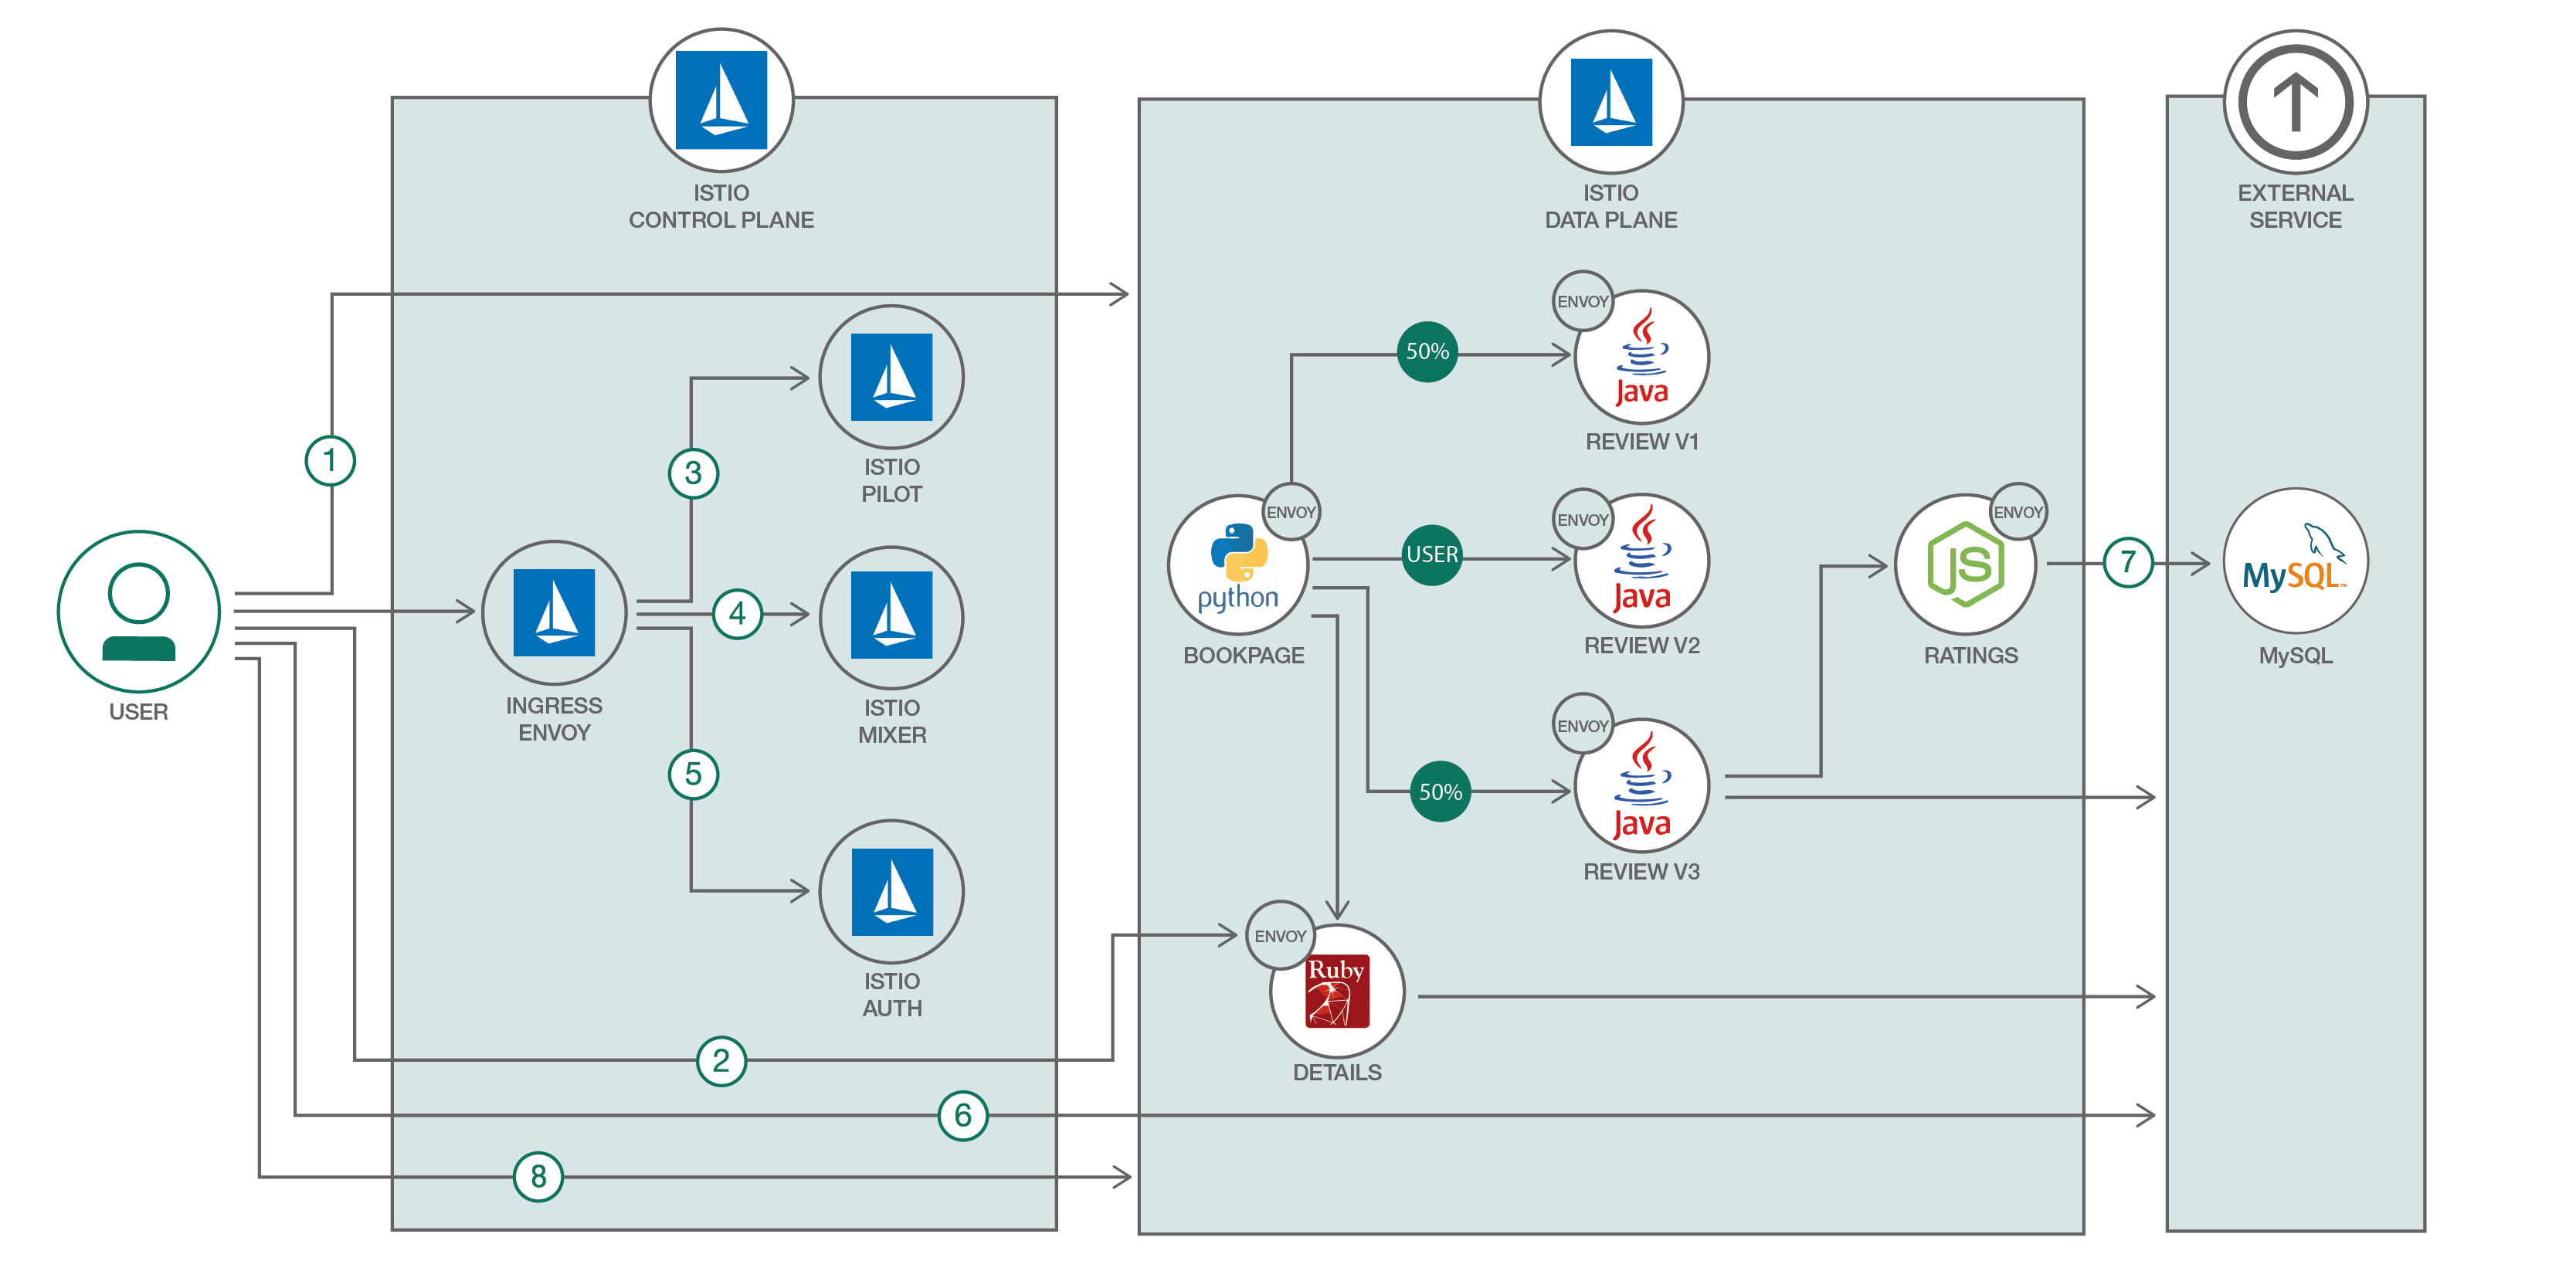 ISTIO
CONTROL PLANE
ISTIO
DATA PLANE
EXTERNAL
SERVICE
1
3
ISTIO
PILOT
USER
INGRESS
ENVOY
4
ISTIO
MIXER
5
ISTIO
AUTH
2
6
8
50%
ENVOY
Java
REVIEW V1
ENVOY
python
BOOKPAGE
USER
ENVOY
Java
REVIEW V2
50%
ENVOY
Java
REVIEW V3
ENVOY
JS
RATINGS
7
MySQL™
MySQL
ENVOY
Ruby
DETAILS